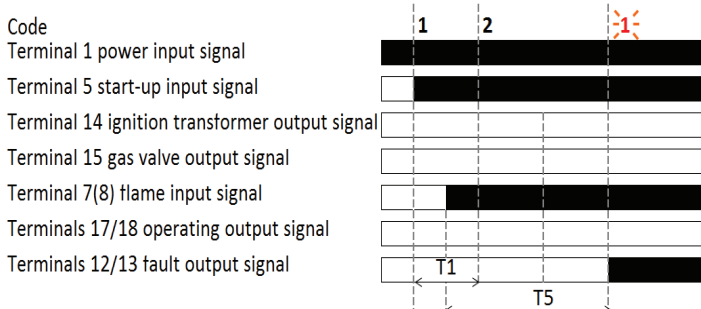 Code 1 2 1
Terminal 1 power input signal
Terminal 5 start-up input signal
Terminal 14 ignition transformer output signal
Terminal 15 gas valve output signal
Terminal 7(8) flame input signal
Terminals 17/18 operating output signal
Terminals 12/13 fault output signal
T1
T5